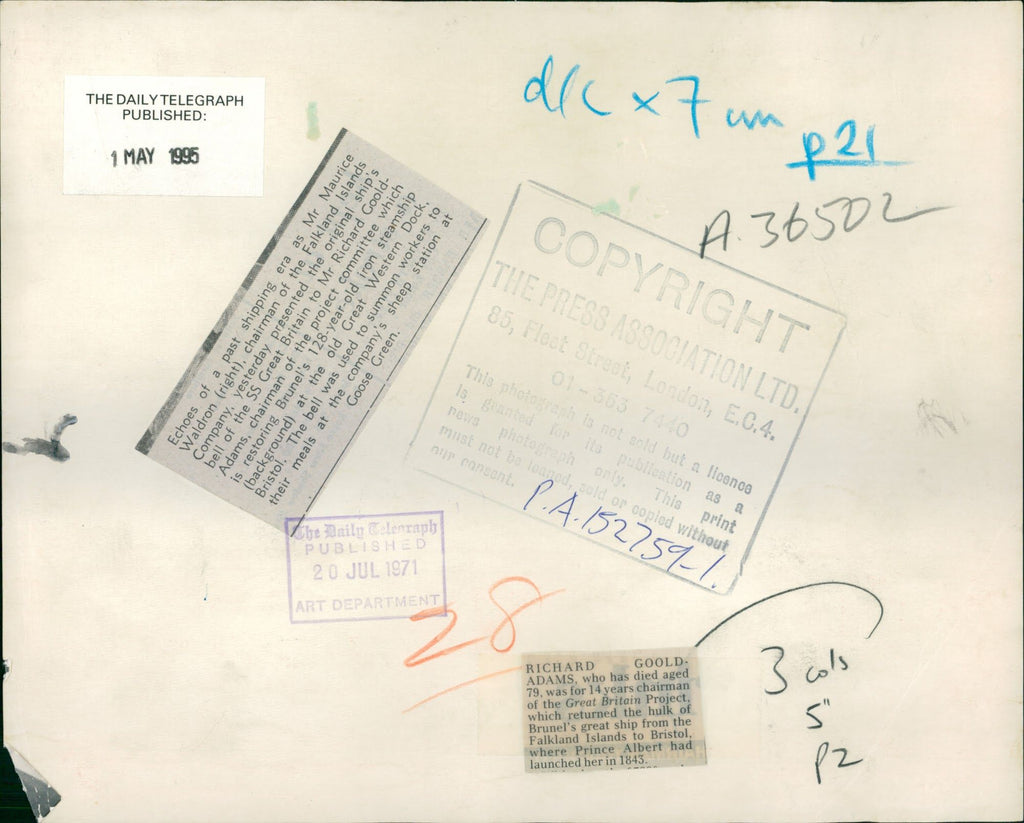 THE DAILY TELEGRAPH
PUBLISHED:
1 MAY 1995
d/c x 7 cm
p21
A.36502
Echoes of a past shipping era as Mr Maurice
Waldron (right), chairman of the Falkland Islands
Company, yesterday presented the original ship's
bell of the SS Great Britain to Mr Richard Goold-
Adams, chairman of the project committee which
is restoring Brunel's 128-year-old iron steamship
(background) at the old Great Western Dock,
Bristol. The bell was used to summon workers to
their meals at the company's sheep station at
Goose Green.
COPYRIGHT
THE PRESS ASSOCIATION LTD.
85, Fleet Street, London, E.C.4.
01-363 7440
This photograph is not sold but a licence
is granted for its publication as a
news photograph only. This print
must not be loaned, sold or copied without
our consent.
P.A.152759-1.
The Daily Telegraph
PUBLISHED
20 JUL 1971
ART DEPARTMENT
28
RICHARD GOOLD-
ADAMS, who has died aged
79, was for 14 years chairman
of the Great Britain Project,
which returned the hulk of
Brunel's great ship from the
Falkland Islands to Bristol,
where Prince Albert had
launched her in 1843.
3 cols
5"
p2